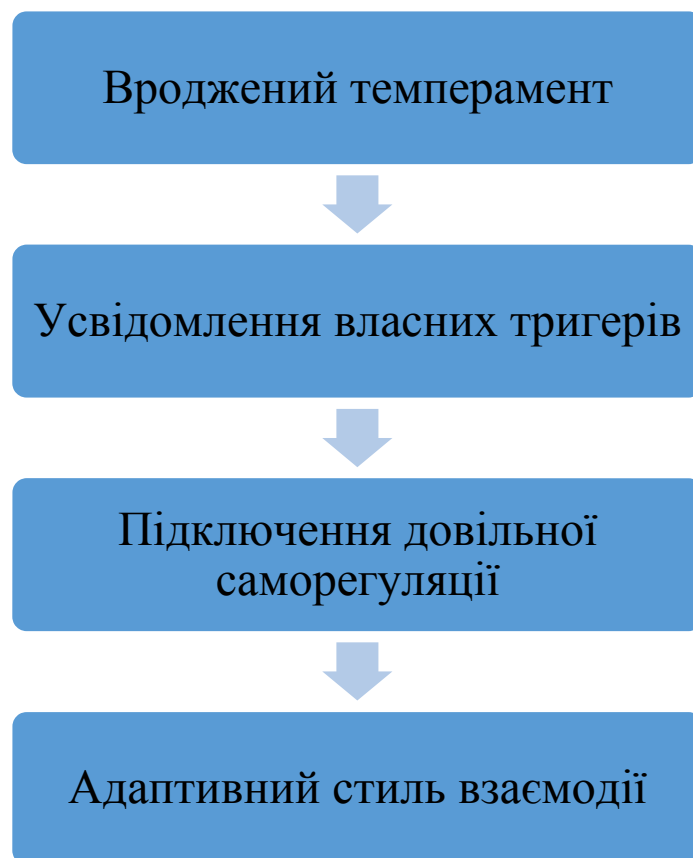 Вроджений темперамент
Усвідомлення власних тригерів
Підключення довільної
саморегуляції
Адаптивний стиль взаємодії